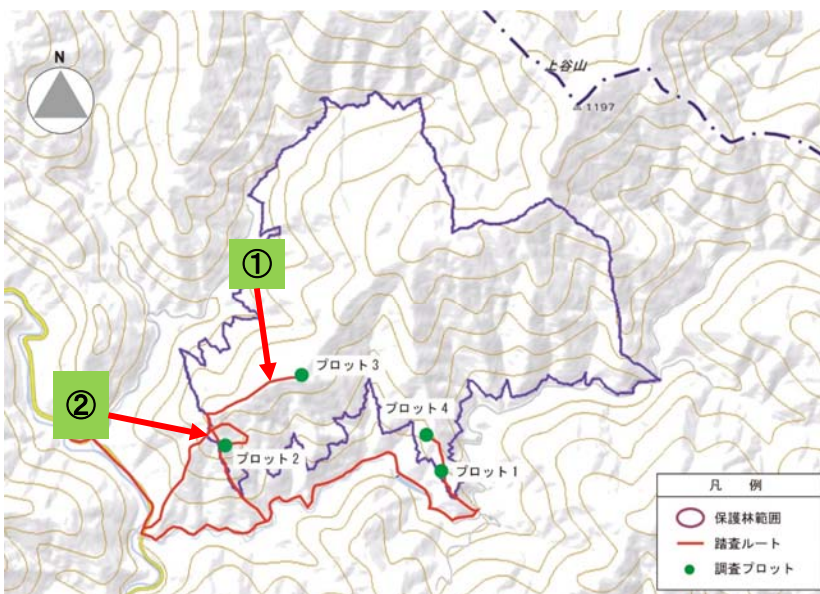 N
上谷山
1197
①
プロット3
②
プロット4
プロット2
プロット1
凡 例
保護林範囲
踏査ルート
調査プロット